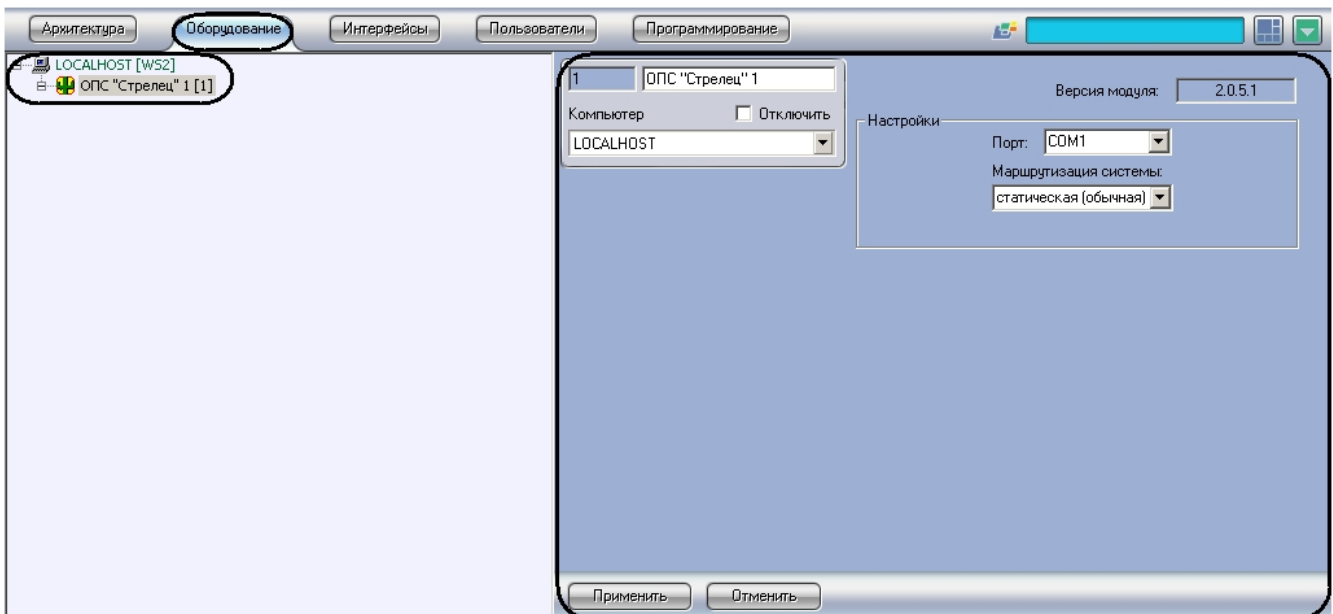 Архитектура
Оборудование
Интерфейсы
Пользователи
Программирование
LOCALHOST [WS2]
ОПС "Стрелец" 1 [1]
1
ОПС "Стрелец" 1
Компьютер
Отключить
LOCALHOST
Версия модуля:
2.0.5.1
Настройки
Порт:
COM1
Маршрутизация системы:
статическая (обычная)
Применить
Отменить